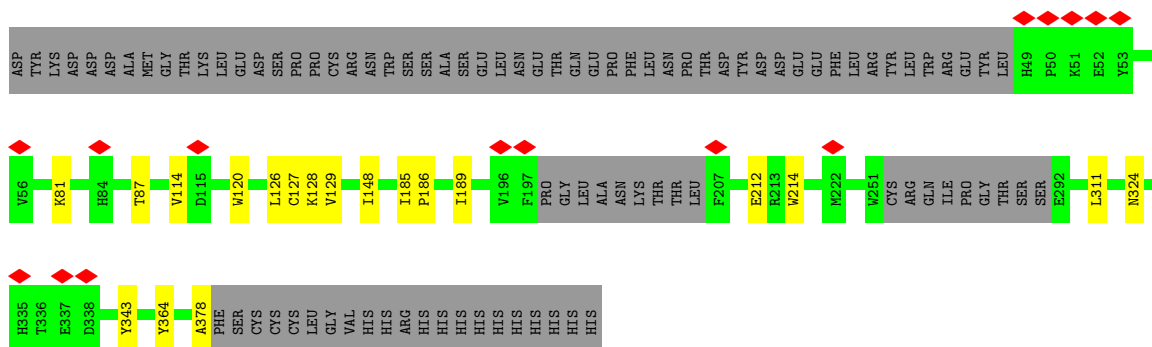 ASP TYR LYS ASP ASP ASP ALA MET GLY THR LYS LEU GLU ASP SER PRO PRO CYS ARG ASN TRP SER SER ALA SER GLU LEU ASN GLU THR GLN GLU PRO PHE LEU ASN PRO THR ASP TYR ASP ASP GLU GLU PHE LEU ARG TYR LEU TRP ARG GLU TYR LEU H49 P50 K51 E52 Y53
V56 K81 H84 T87 V114 D115 W120 L126 C127 K128 V129 I148 I185 P186 I189 V196 F197 PRO GLY LEU ALA ASN LYS THR THR LEU F207 E212 R213 W214 M222 W251 CYS ARG GLN ILE PRO GLY THR SER SER E292 L311 N324
H335 T336 E337 D338 Y343 Y364 A378 PHE SER CYS CYS CYS LEU GLY VAL HIS HIS ARG HIS HIS HIS HIS HIS HIS HIS HIS HIS